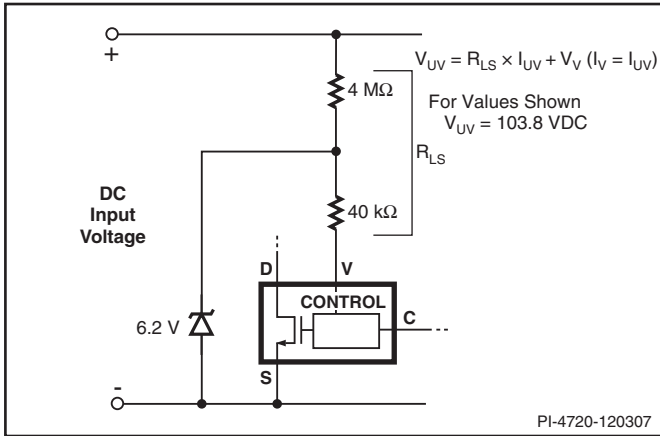 +
V_UV = R_LS × I_UV + V_V (I_V = I_UV)
4 MΩ
For Values Shown
V_UV = 103.8 VDC
R_LS
DC
Input
Voltage
40 kΩ
D
V
CONTROL
C
6.2 V
S
-
PI-4720-120307